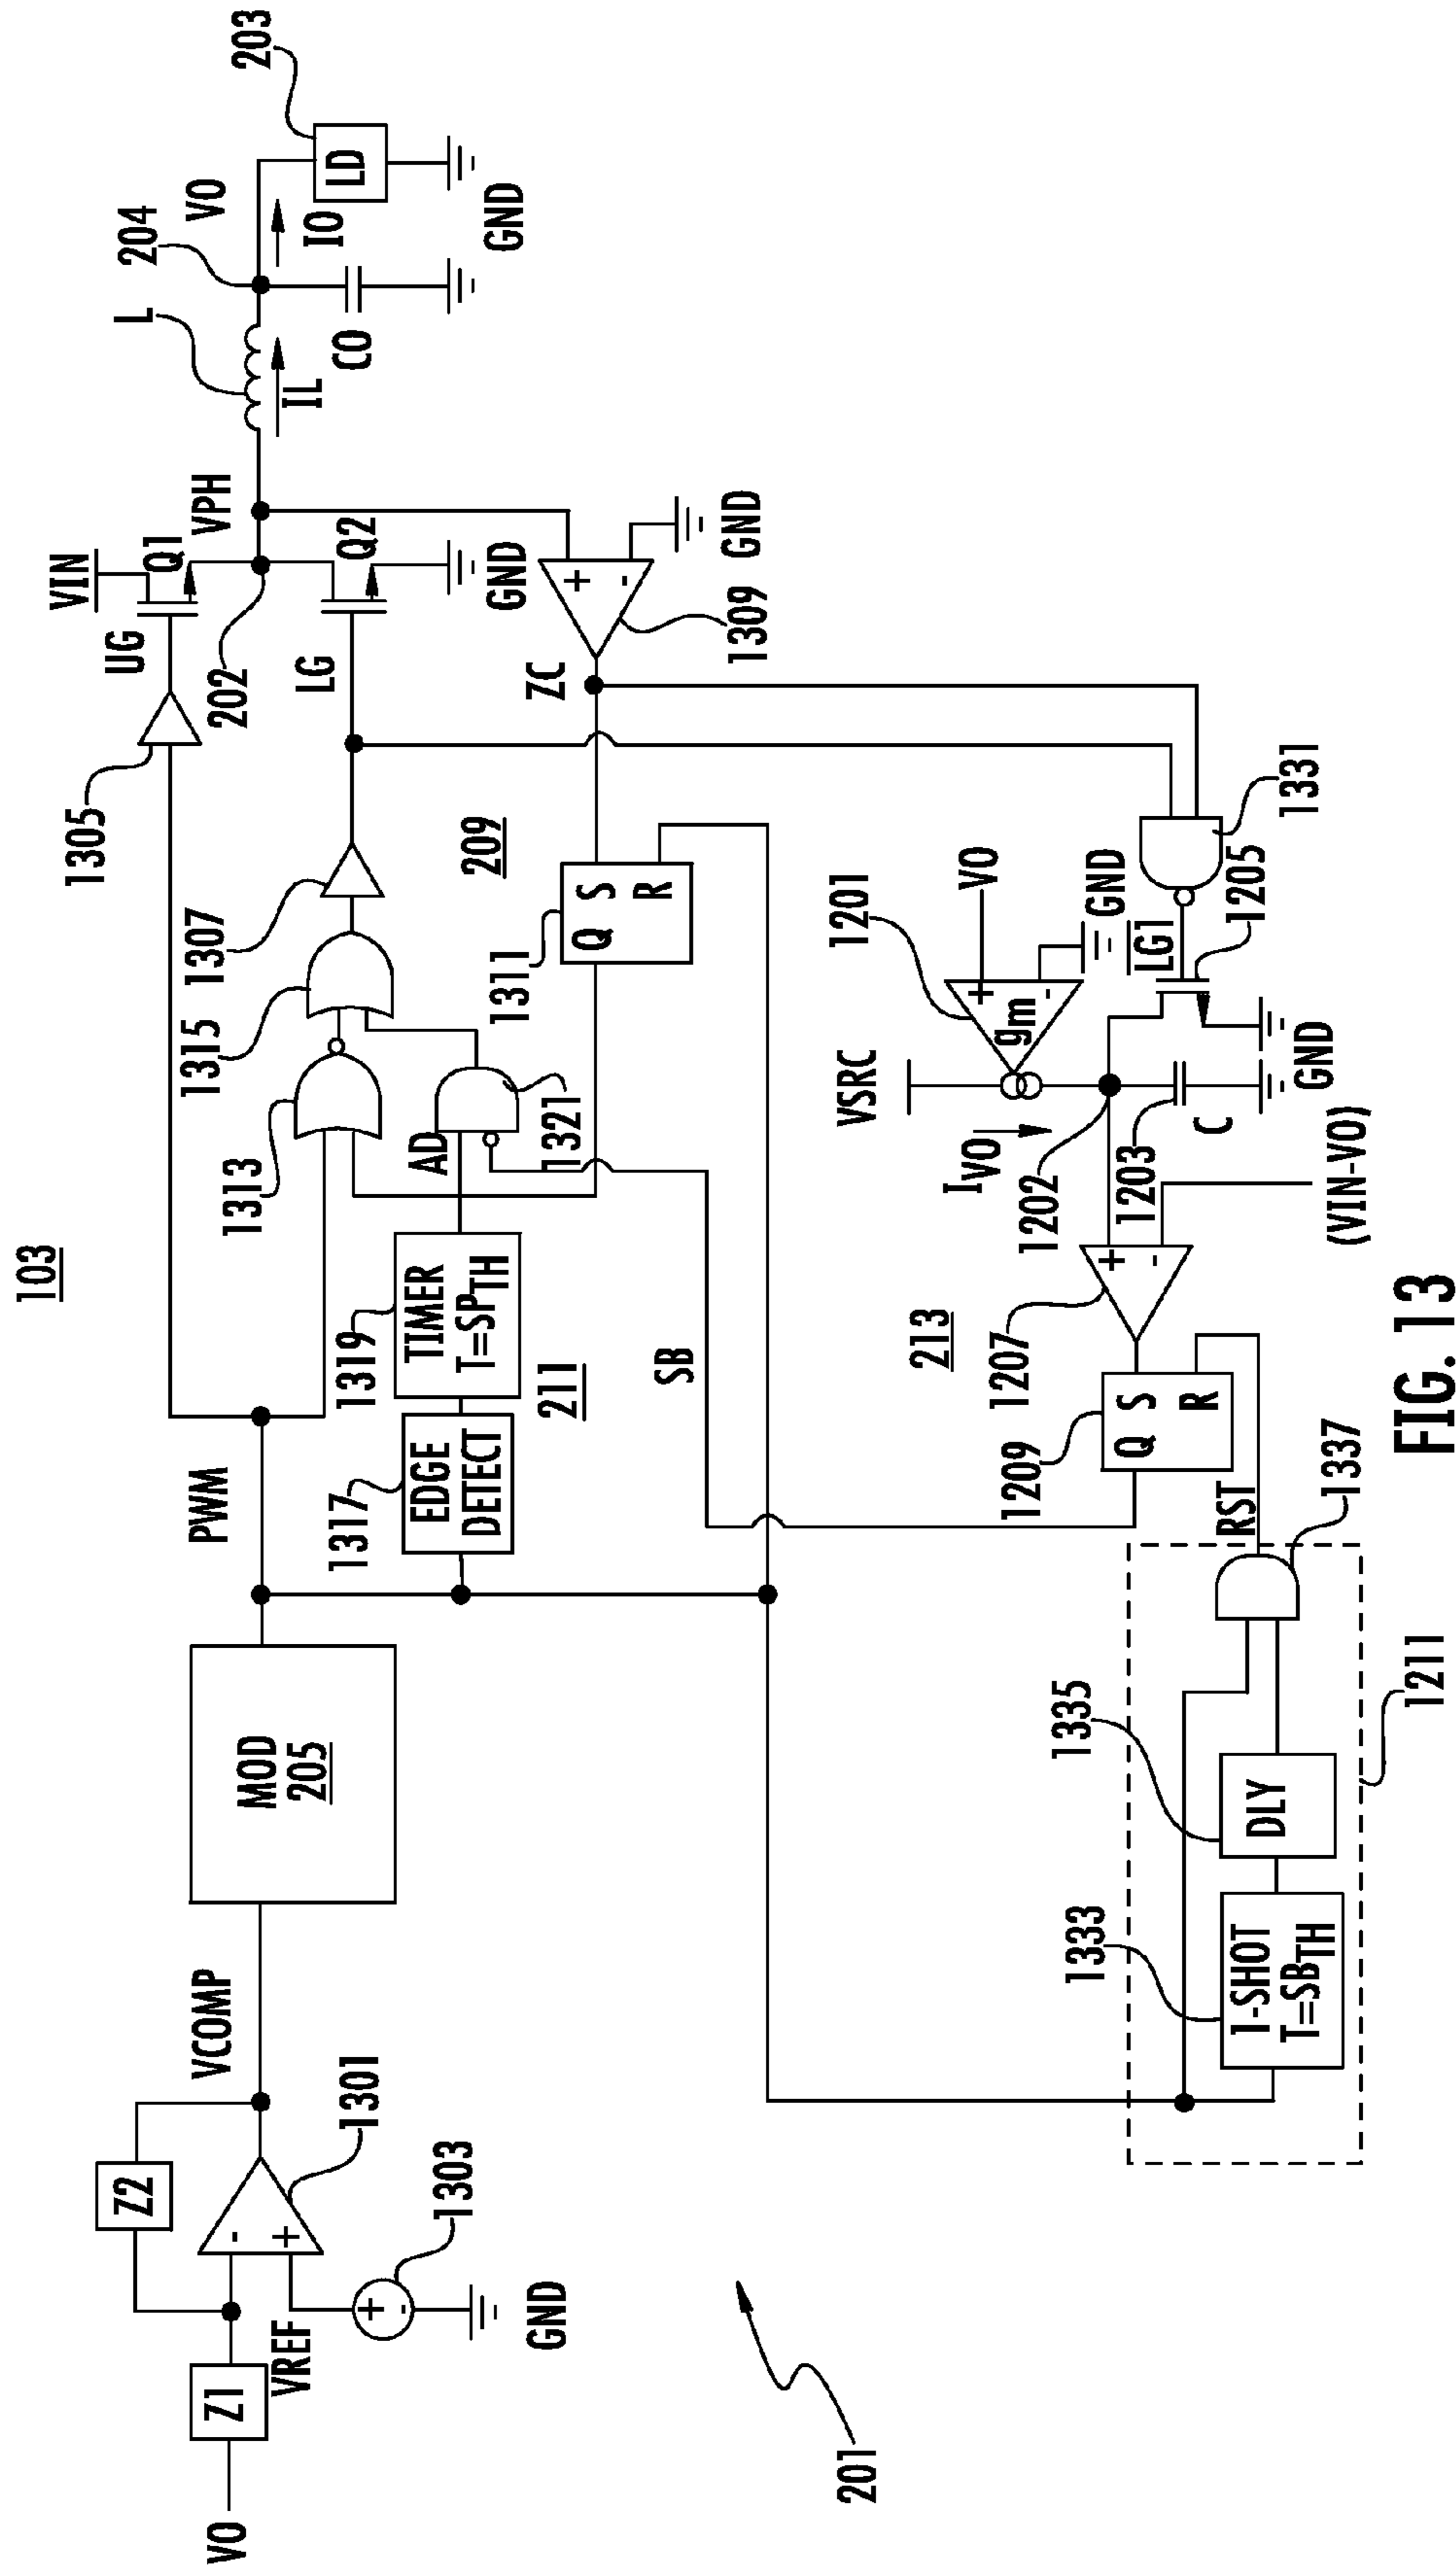 103
VO
Z1
Z2
VREF
1303
GND
1301
VCOMP
MOD
205
PWM
1305
UG
VIN
Q1
VPH
202
LG
Q2
GND
L
IL
204
VO
CO
IO
LD
203
GND
1307
1315
1313
209
1311
Q S
R
ZC
+
-
1309
GND
1317
EDGE
DETECT
1319
TIMER
T=SPTH
AD
1321
211
SB
201
213
1209
Q S
R
1207
+
-
(VIN-VO)
1202
IVO
VSRC
1201
gm
+
-
VO
GND
1203
C
GND
LG1
1205
1331
RST
1337
1335
DLY
1333
1-SHOT
T=SBTH
1211
FIG. 13